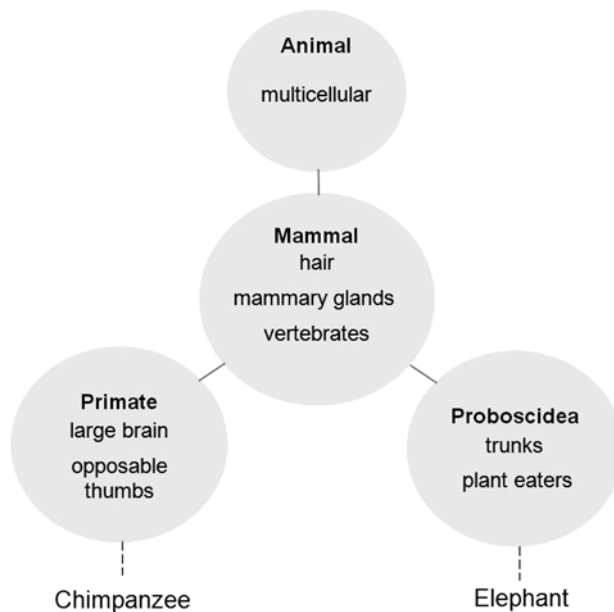 Animal
multicellular
Mammal
hair
mammary glands
vertebrates
Primate
large brain
opposable
thumbs
Proboscidea
trunks
plant eaters
Chimpanzee
Elephant